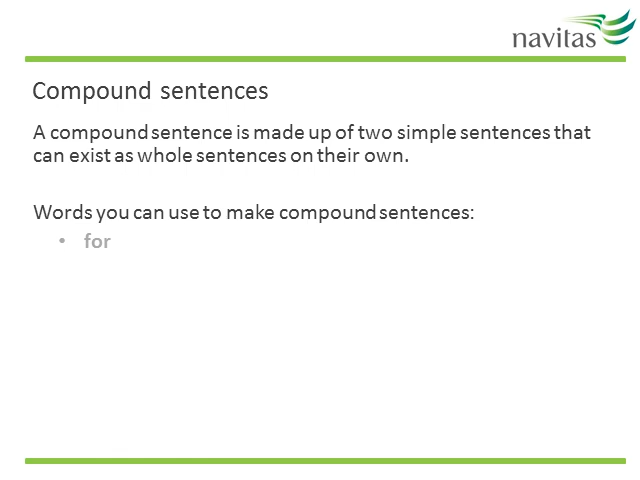 navitas
Compound sentences
A compound sentence is made up of two simple sentences that
can exist as whole sentences on their own.
Words you can use to make compound sentences:
• for